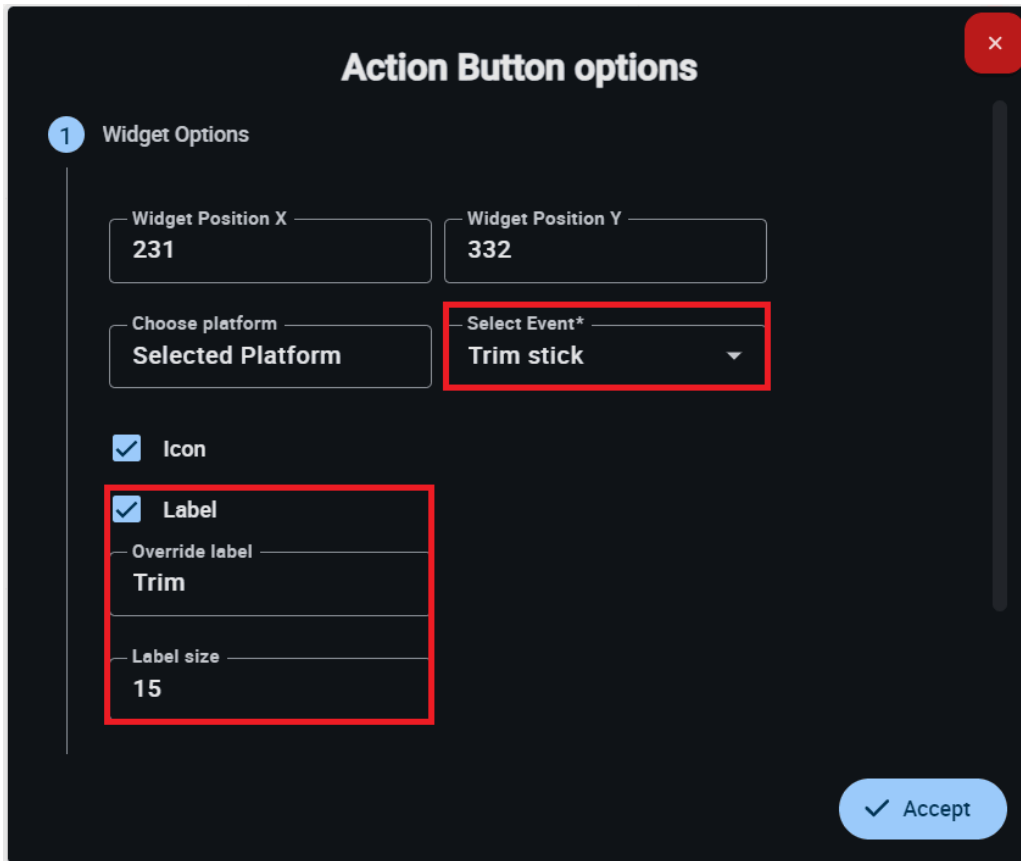 Action Button options
×
1 Widget Options
Widget Position X
231
Widget Position Y
332
Choose platform
Selected Platform
Select Event*
Trim stick
Icon
Label
Override label
Trim
Label size
15
Accept